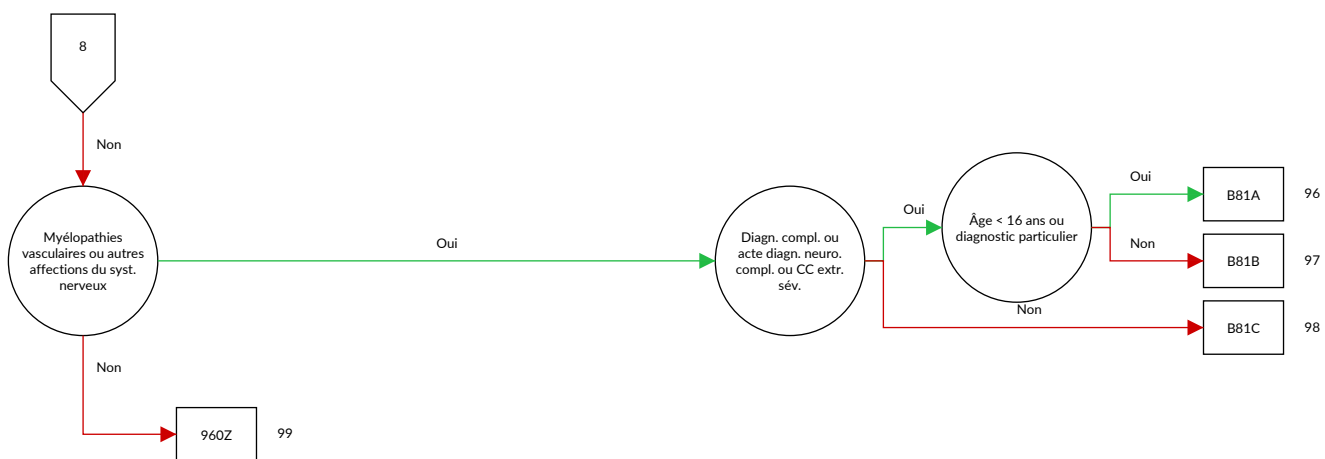 8
Non
Myélopathies
vasculaires ou autres
affections du syst.
nerveux
Oui
Diagn. compl. ou
acte diagn. neuro.
compl. ou CC extr.
sév.
Oui
Âge < 16 ans ou
diagnostic particulier
Oui
B81A
96
Non
B81B
97
Non
B81C
98
Non
960Z
99